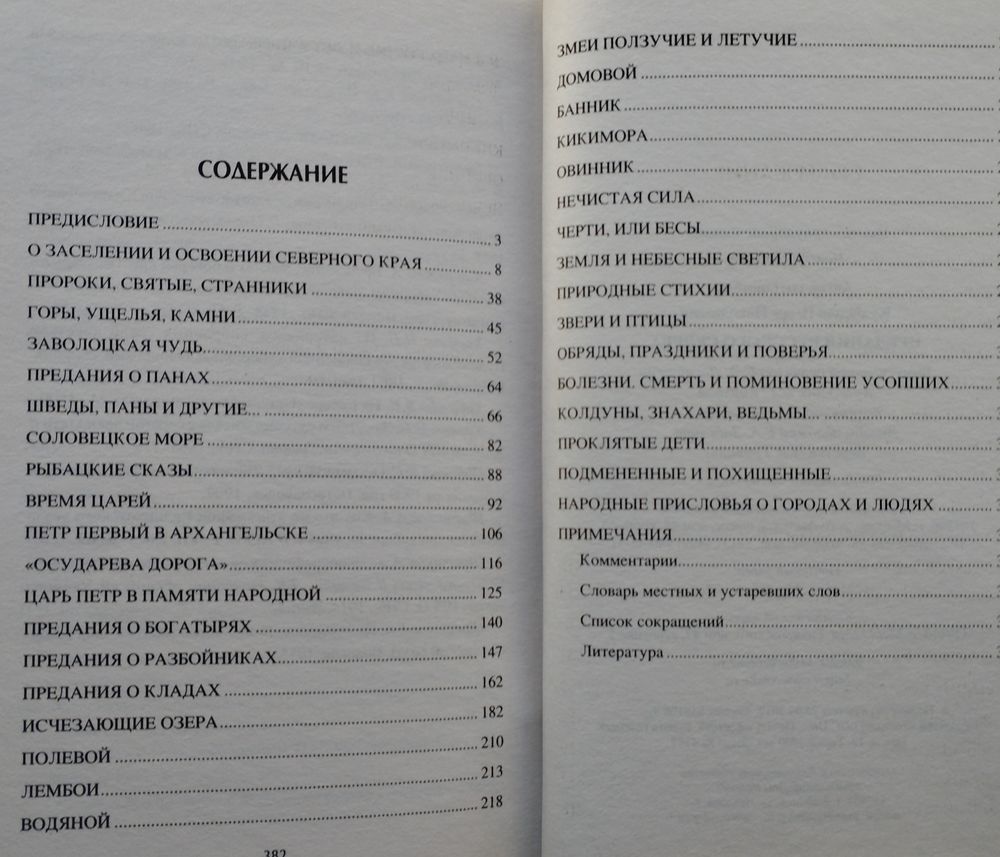 СОДЕРЖАНИЕ
ПРЕДИСЛОВИЕ 3
О ЗАСЕЛЕНИИ И ОСВОЕНИИ СЕВЕРНОГО КРАЯ 8
ПРОРОКИ, СВЯТЫЕ, СТРАННИКИ 38
ГОРЫ, УЩЕЛЬЯ, КАМНИ 45
ЗАВОЛОЦКАЯ ЧУДЬ 52
ПРЕДАНИЯ О ПАНАХ 64
ШВЕДЫ, ПАНЫ И ДРУГИЕ... 66
СОЛОВЕЦКОЕ МОРЕ 82
РЫБАЦКИЕ СКАЗЫ 88
ВРЕМЯ ЦАРЕЙ 92
ПЕТР ПЕРВЫЙ В АРХАНГЕЛЬСКЕ 106
«ОСУДАРЕВА ДОРОГА» 116
ЦАРЬ ПЕТР В ПАМЯТИ НАРОДНОЙ 125
ПРЕДАНИЯ О БОГАТЫРЯХ 140
ПРЕДАНИЯ О РАЗБОЙНИКАХ 147
ПРЕДАНИЯ О КЛАДАХ 162
ИСЧЕЗАЮЩИЕ ОЗЕРА 182
ПОЛЕВОЙ 210
ЛЕМБОИ 213
ВОДЯНОЙ 218
382
ЗМЕИ ПОЛЗУЧИЕ И ЛЕТУЧИЕ
ДОМОВОЙ
БАННИК
КИКИМОРА
ОВИННИК
НЕЧИСТАЯ СИЛА
ЧЕРТИ, ИЛИ БЕСЫ
ЗЕМЛЯ И НЕБЕСНЫЕ СВЕТИЛА
ПРИРОДНЫЕ СТИХИИ
ЗВЕРИ И ПТИЦЫ
ОБРЯДЫ, ПРАЗДНИКИ И ПОВЕРЬЯ
БОЛЕЗНИ. СМЕРТЬ И ПОМИНОВЕНИЕ УСОПШИХ
КОЛДУНЫ, ЗНАХАРИ, ВЕДЬМЫ...
ПРОКЛЯТЫЕ ДЕТИ
ПОДМЕНЕННЫЕ И ПОХИЩЕННЫЕ
НАРОДНЫЕ ПРИСЛОВЬЯ О ГОРОДАХ И ЛЮДЯХ
ПРИМЕЧАНИЯ
Комментарии
Словарь местных и устаревших слов
Список сокращений
Литература